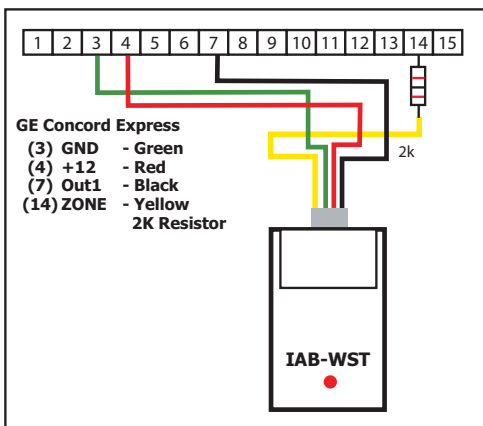 1 2 3 4 5 6 7 8 9 10 11 12 13 14 15
GE Concord Express
(3) GND - Green
(4) +12 - Red
(7) Out1 - Black
(14) ZONE - Yellow
2K Resistor
2k
IAB-WST